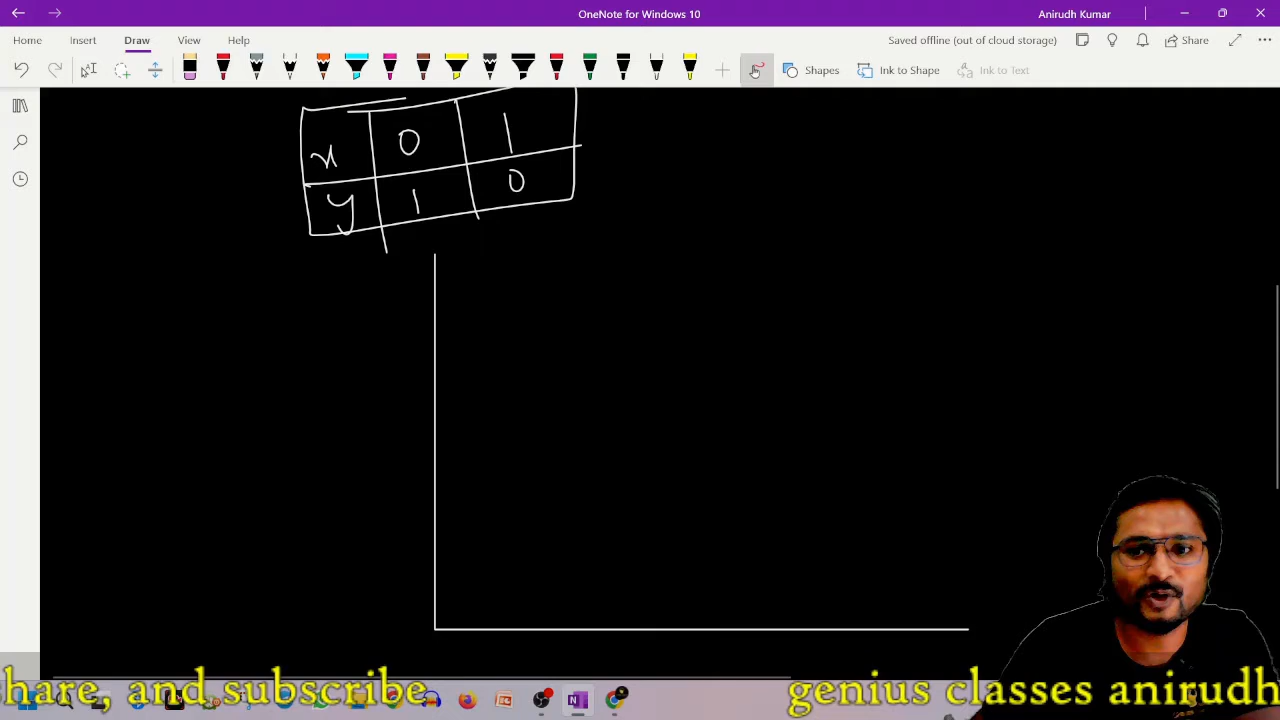 OneNote for Windows 10
Anirudh Kumar
Home Insert Draw View Help
Saved offline (out of cloud storage)
Share
Shapes
Ink to Shape
Ink to Text
x 0 1
y 1 0
share, and subscribe
genius classes anirudh